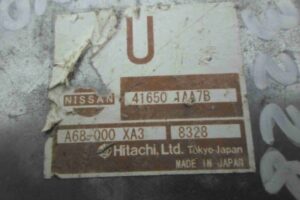 U
NISSAN 41650 1AA7B
A68-000 XA3 8328
Hitachi, Ltd. Tokyo-Japan
MADE IN JAPAN